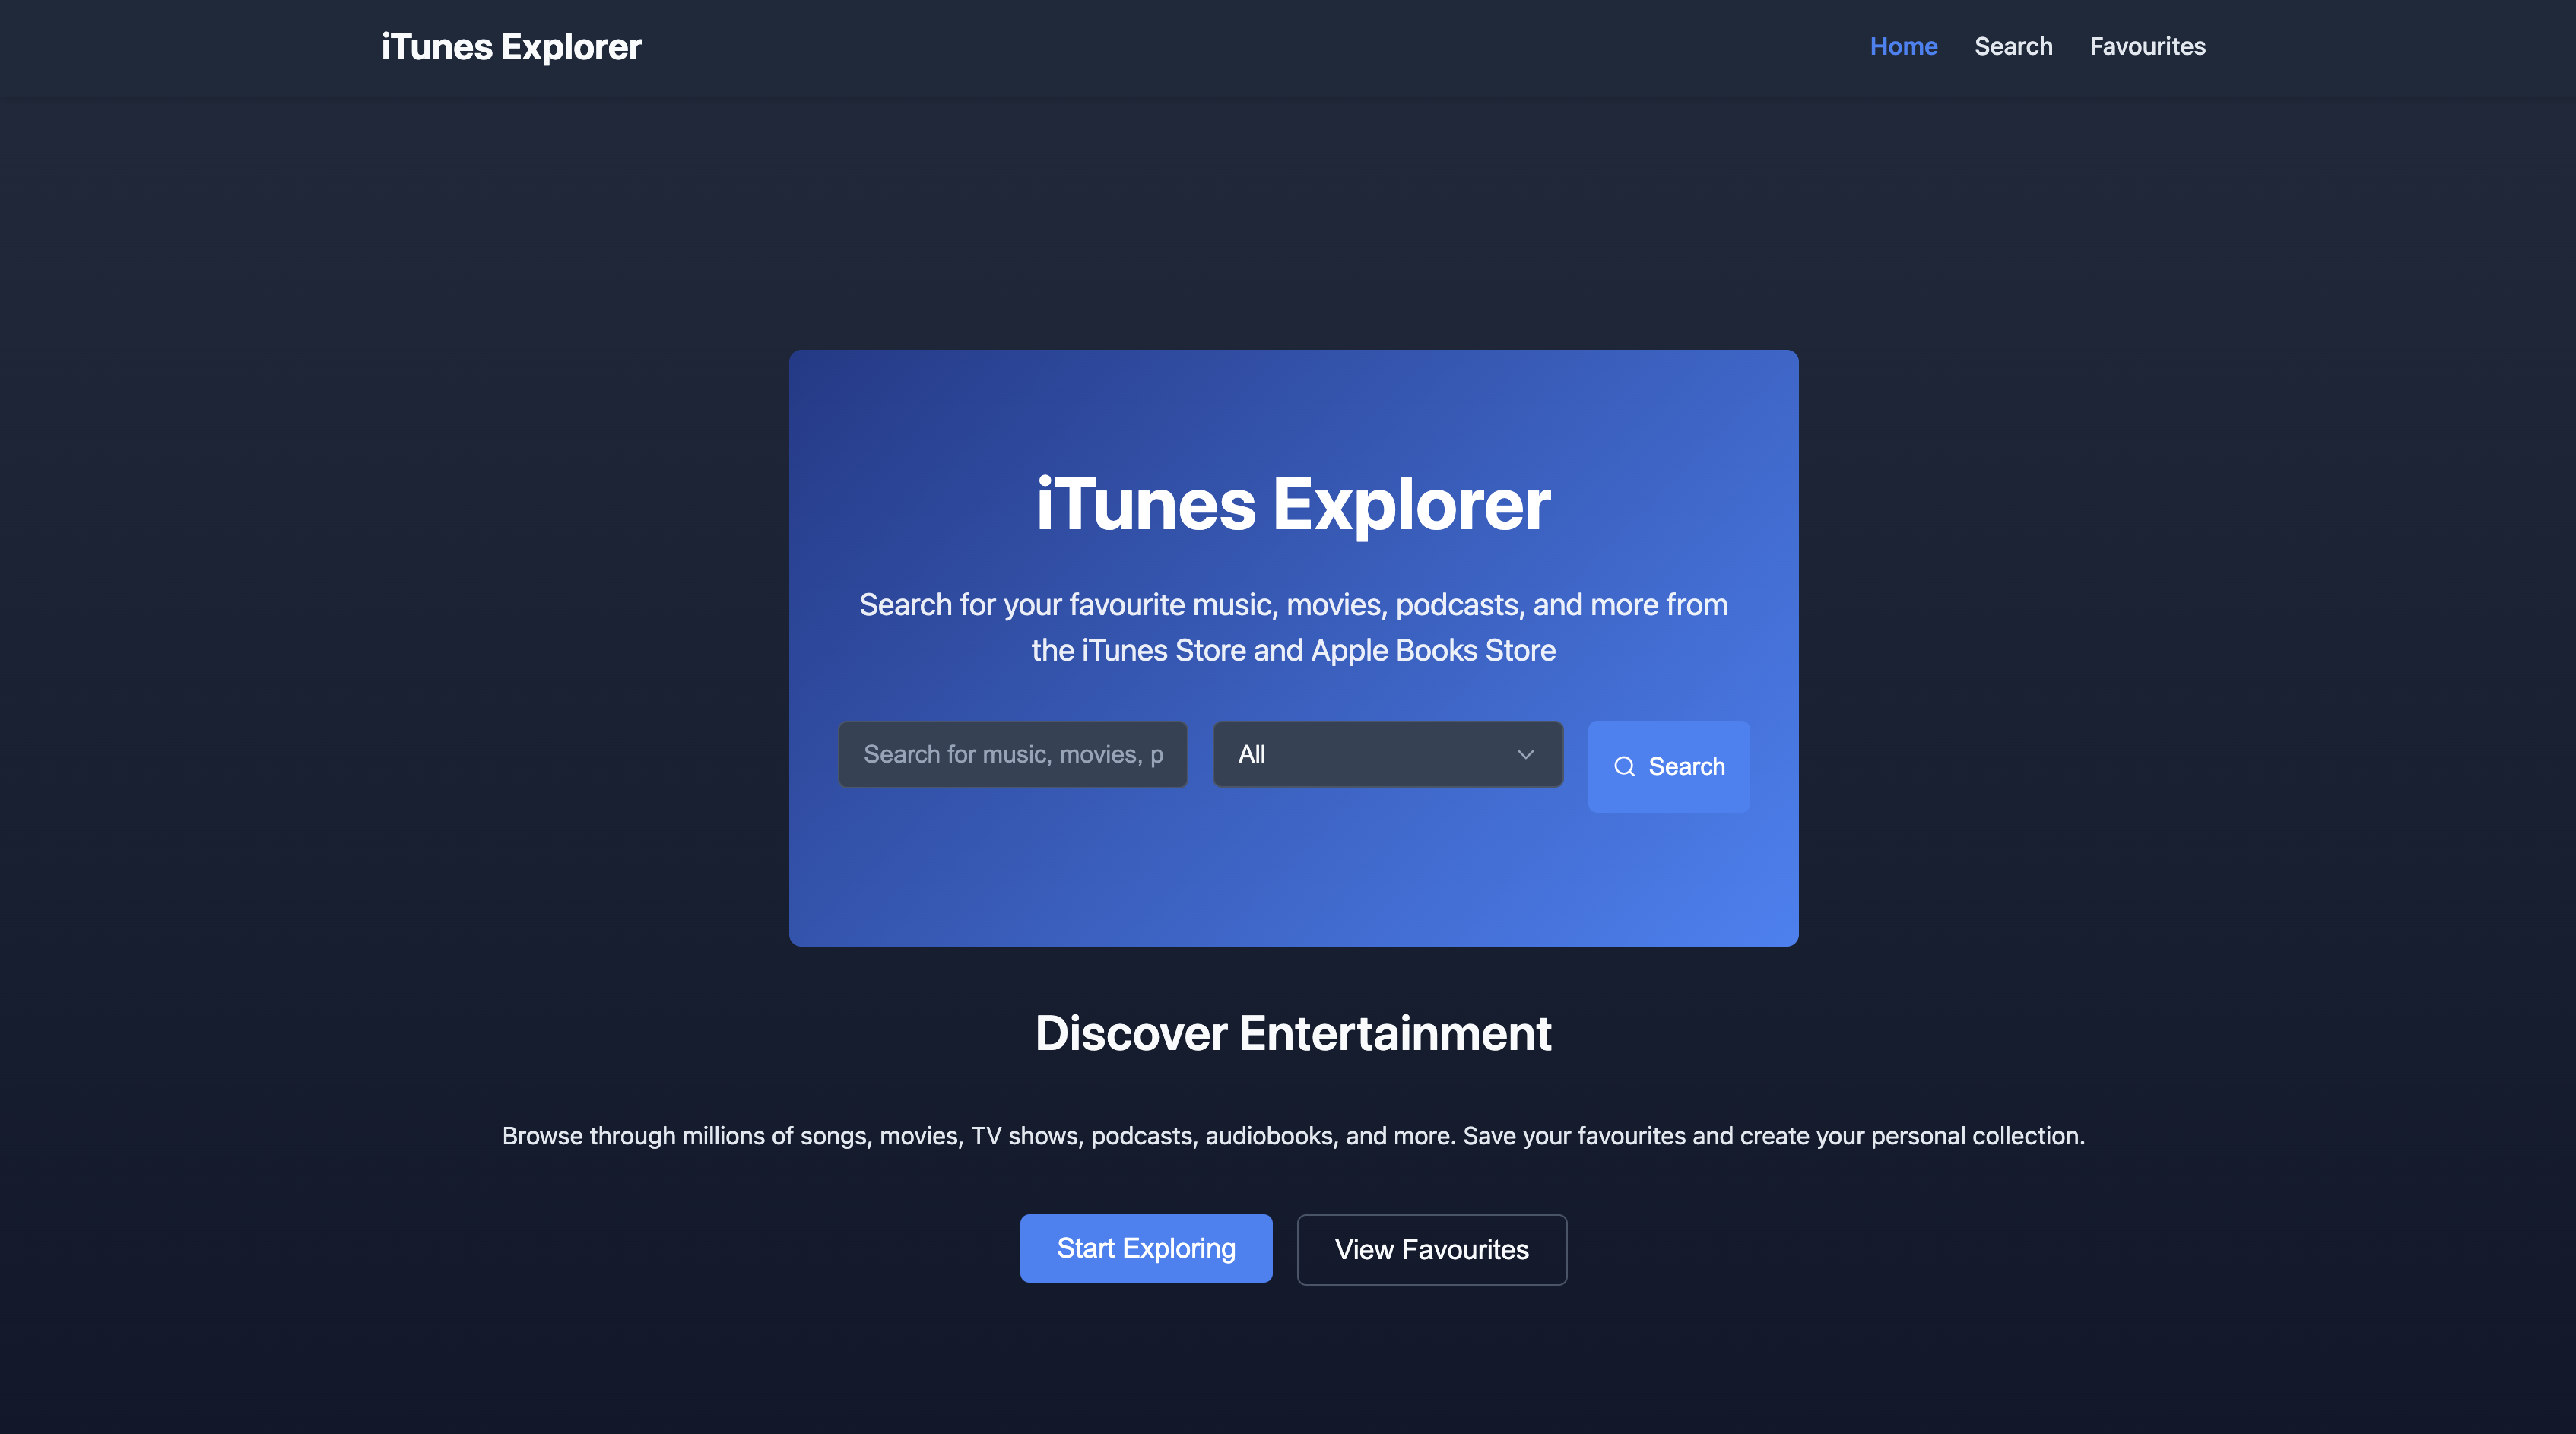 iTunes Explorer
Home
Search
Favourites
iTunes Explorer
Search for your favourite music, movies, podcasts, and more from
the iTunes Store and Apple Books Store
Search for music, movies, p
All
Search
Discover Entertainment
Browse through millions of songs, movies, TV shows, podcasts, audiobooks, and more. Save your favourites and create your personal collection.
Start Exploring
View Favourites